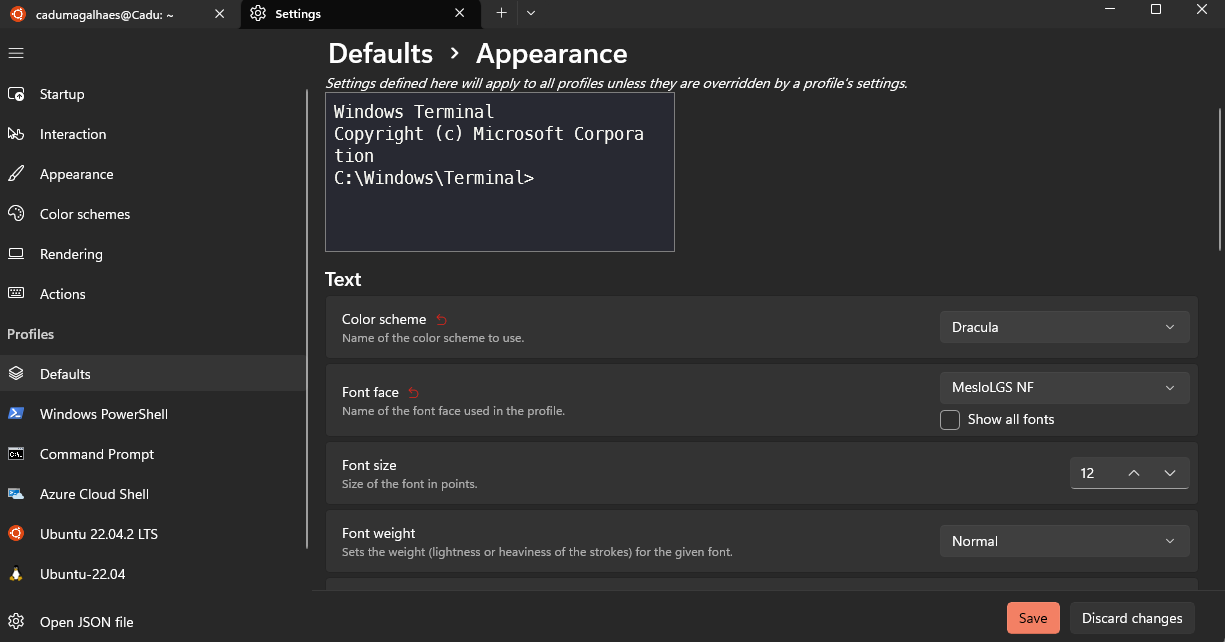 cadumagalhaes@Cadu: ~
Settings
Startup
Interaction
Appearance
Color schemes
Rendering
Actions
Profiles
Defaults
Windows PowerShell
Command Prompt
Azure Cloud Shell
Ubuntu 22.04.2 LTS
Ubuntu-22.04
Open JSON file
Defaults > Appearance
Settings defined here will apply to all profiles unless they are overridden by a profile's settings.
Windows Terminal
Copyright (c) Microsoft Corpora
tion
C:\Windows\Terminal>
Text
Color scheme
Name of the color scheme to use.
Dracula
Font face
Name of the font face used in the profile.
MesloLGS NF
Show all fonts
Font size
Size of the font in points.
12
Font weight
Sets the weight (lightness or heaviness of the strokes) for the given font.
Normal
Save
Discard changes